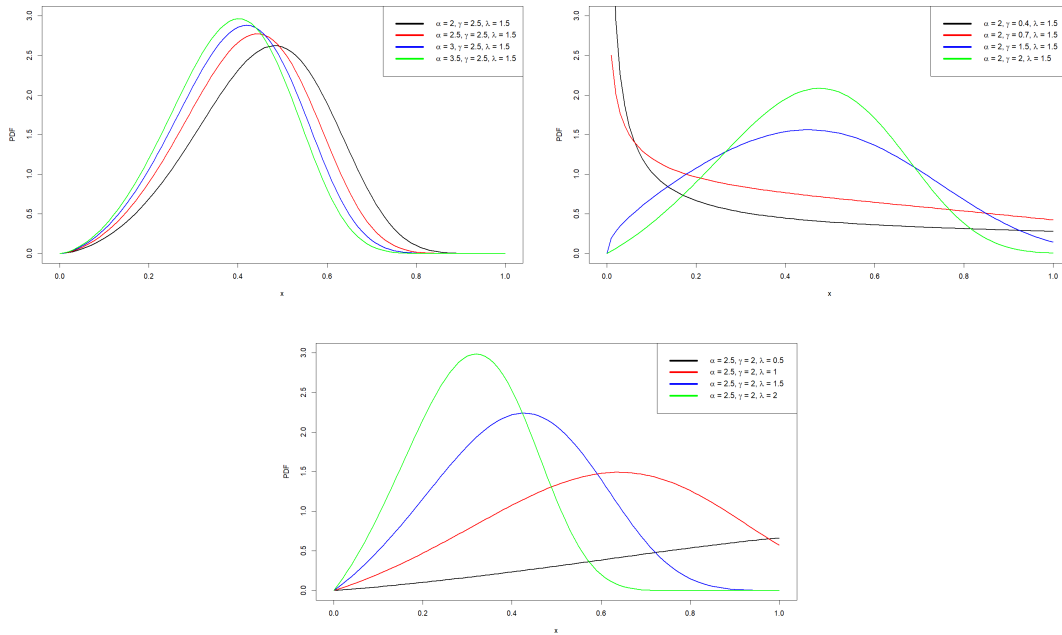 α = 2, γ = 2.5, λ = 1.5
α = 2.5, γ = 2.5, λ = 1.5
α = 3, γ = 2.5, λ = 1.5
α = 3.5, γ = 2.5, λ = 1.5
PDF
3.0
2.5
2.0
1.5
1.0
0.5
0.0
0.0 0.2 0.4 0.6 0.8 1.0
x
α = 2, γ = 0.4, λ = 1.5
α = 2, γ = 0.7, λ = 1.5
α = 2, γ = 1.5, λ = 1.5
α = 2, γ = 2, λ = 1.5
PDF
3.0
2.5
2.0
1.5
1.0
0.5
0.0
0.0 0.2 0.4 0.6 0.8 1.0
x
α = 2.5, γ = 2, λ = 0.5
α = 2.5, γ = 2, λ = 1
α = 2.5, γ = 2, λ = 1.5
α = 2.5, γ = 2, λ = 2
PDF
3.0
2.5
2.0
1.5
1.0
0.5
0.0
0.0 0.2 0.4 0.6 0.8 1.0
x